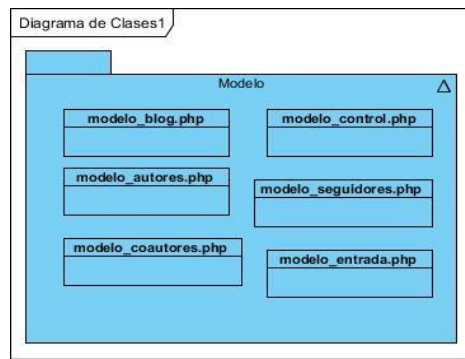 Diagrama de Clases1
Modelo
modelo_blog.php
modelo_control.php
modelo_autores.php
modelo_seguidores.php
modelo_coautores.php
modelo_entrada.php